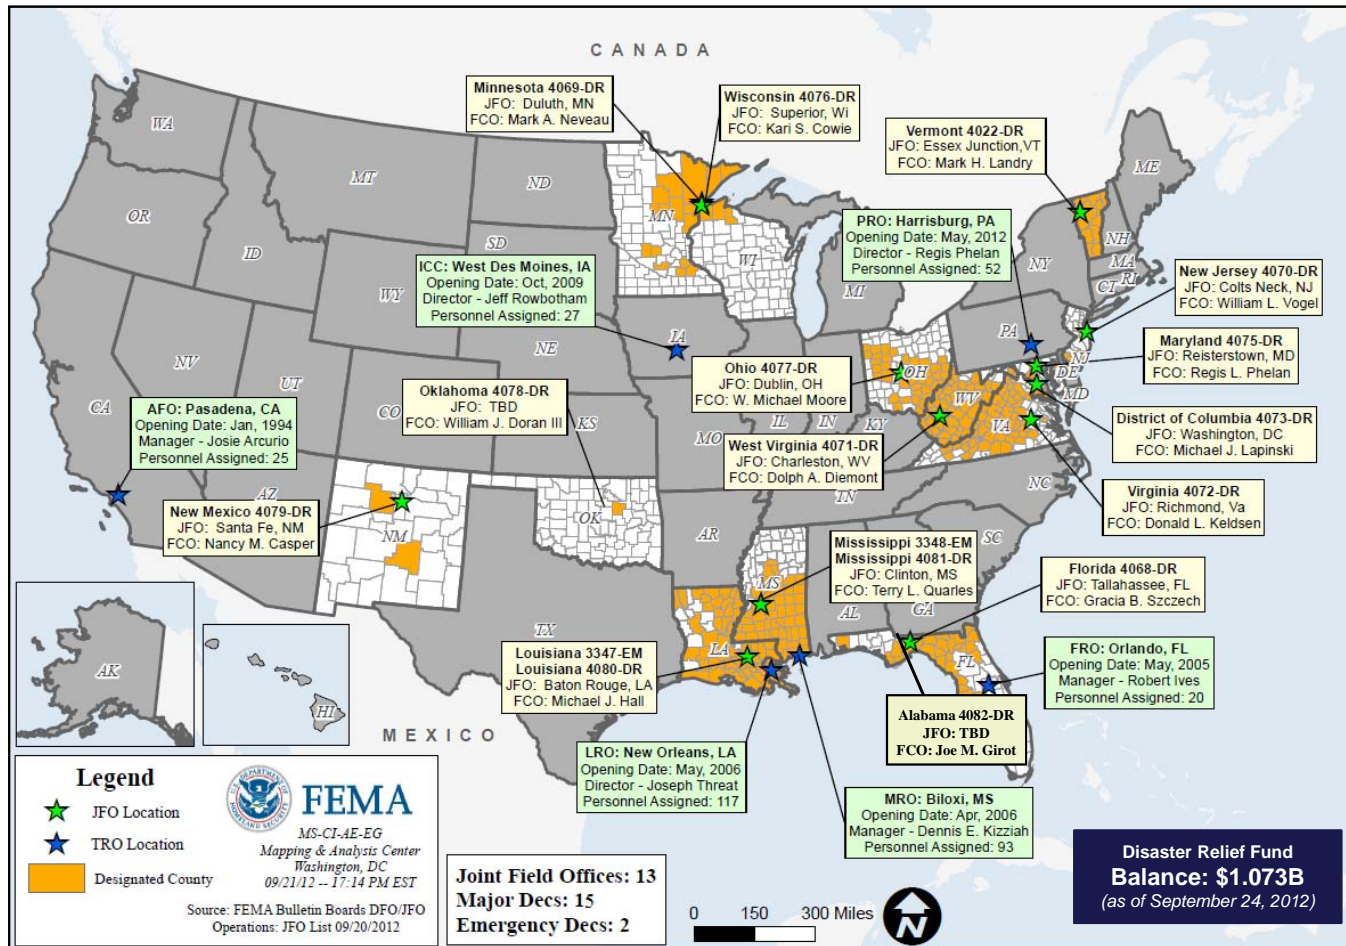 CANADA
Minnesota 4069-DR
JFO: Duluth, MN
FCO: Mark A. Neveau
Wisconsin 4076-DR
JFO: Superior, Wi
FCO: Kari S. Cowie
Vermont 4022-DR
JFO: Essex Junction,VT
FCO: Mark H. Landry
PRO: Harrisburg, PA
Opening Date: May, 2012
Director - Regis Phelan
Personnel Assigned: 52
ICC: West Des Moines, IA
Opening Date: Oct, 2009
Director - Jeff Rowbotham
Personnel Assigned: 27
New Jersey 4070-DR
JFO: Colts Neck, NJ
FCO: William L. Vogel
Maryland 4075-DR
JFO: Reisterstown, MD
FCO: Regis L. Phelan
Ohio 4077-DR
JFO: Dublin, OH
FCO: W. Michael Moore
Oklahoma 4078-DR
JFO: TBD
FCO: William J. Doran III
AFO: Pasadena, CA
Opening Date: Jan, 1994
Manager - Josie Arcurio
Personnel Assigned: 25
District of Columbia 4073-DR
JFO: Washington, DC
FCO: Michael J. Lapinski
West Virginia 4071-DR
JFO: Charleston, WV
FCO: Dolph A. Diemont
Virginia 4072-DR
JFO: Richmond, Va
FCO: Donald L. Keldsen
New Mexico 4079-DR
JFO: Santa Fe, NM
FCO: Nancy M. Casper
Mississippi 3348-EM
Mississippi 4081-DR
JFO: Clinton, MS
FCO: Terry L. Quarles
Florida 4068-DR
JFO: Tallahassee, FL
FCO: Gracia B. Szczech
Louisiana 3347-EM
Louisiana 4080-DR
JFO: Baton Rouge, LA
FCO: Michael J. Hall
FRO: Orlando, FL
Opening Date: May, 2005
Manager - Robert Ives
Personnel Assigned: 20
Alabama 4082-DR
JFO: TBD
FCO: Joe M. Girot
LRO: New Orleans, LA
Opening Date: May, 2006
Director - Joseph Threat
Personnel Assigned: 117
MRO: Biloxi, MS
Opening Date: Apr, 2006
Manager - Dennis E. Kizziah
Personnel Assigned: 93
WA
OR
ID
MT
ND
SD
MN
WI
MI
ME
NH
MA
RI
CT
NY
PA
NJ
DE
MD
WY
NE
IA
NV
UT
CA
CO
KS
MO
IL
IN
OH
WV
VA
KY
AZ
NM
OK
AR
TN
NC
SC
TX
LA
MS
AL
GA
FL
AK
HI
MEXICO
Legend
JFO Location
TRO Location
Designated County
U.S. DEPARTMENT OF HOMELAND SECURITY
FEMA
MS-CI-AE-EG
Mapping & Analysis Center
Washington, DC
09/21/12 -- 17:14 PM EST
Source: FEMA Bulletin Boards DFO/JFO
Operations: JFO List 09/20/2012
Joint Field Offices: 13
Major Decs: 15
Emergency Decs: 2
0 150 300 Miles
N
Disaster Relief Fund
Balance: $1.073B
(as of September 24, 2012)